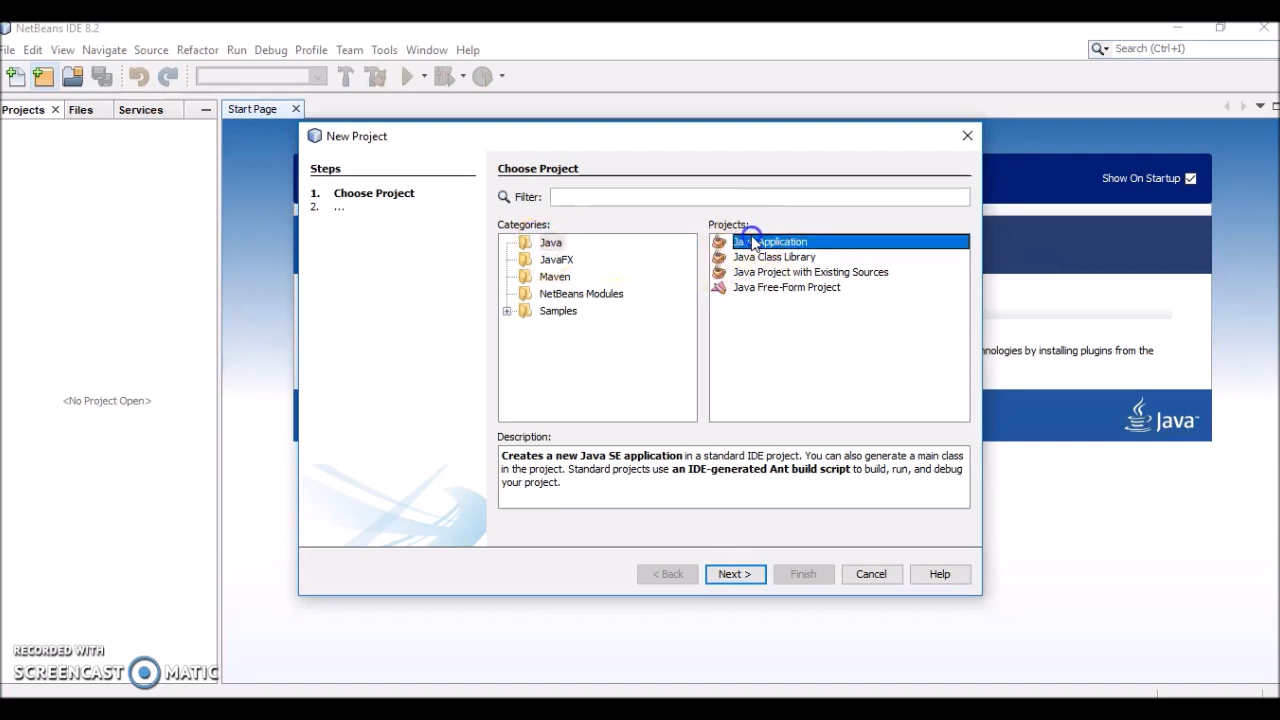 NetBeans IDE 8.2
File Edit View Navigate Source Refactor Run Debug Profile Team Tools Window Help
Search (Ctrl+I)
Projects Files Services
Start Page
New Project
Show On Startup
Steps
1. Choose Project
2. ...
Choose Project
Filter:
Categories:
Java
JavaFX
Maven
NetBeans Modules
Samples
Projects:
Java Application
Java Class Library
Java Project with Existing Sources
Java Free-Form Project
Description:
Creates a new Java SE application in a standard IDE project. You can also generate a main class
in the project. Standard projects use an IDE-generated Ant build script to build, run, and debug
your project.
< Back Next > Finish Cancel Help
<No Project Open>
nologies by installing plugins from the
Java™
RECORDED WITH
SCREENCAST MATIC